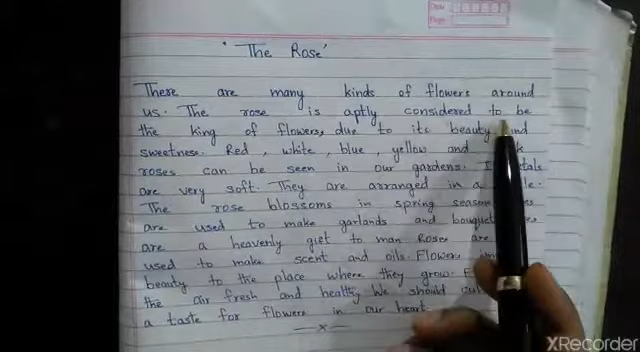 Date
Page
'The Rose'
There are many kinds of flowers around
us. The rose is aptly considered to be
the king of flowers, due to its beauty and
sweetness. Red, white, blue, yellow and
roses can be seen in our gardens.
are very soft. They are arranged in a
The rose blossoms in spring season.
are used to make garlands and
are a heavenly giet to man Roses are
used to make scent and oils. Flowers
beauty to the place where they grow.
the air fresh and healthy We should
a taste for flowers in our heart
—x—
XRecorder